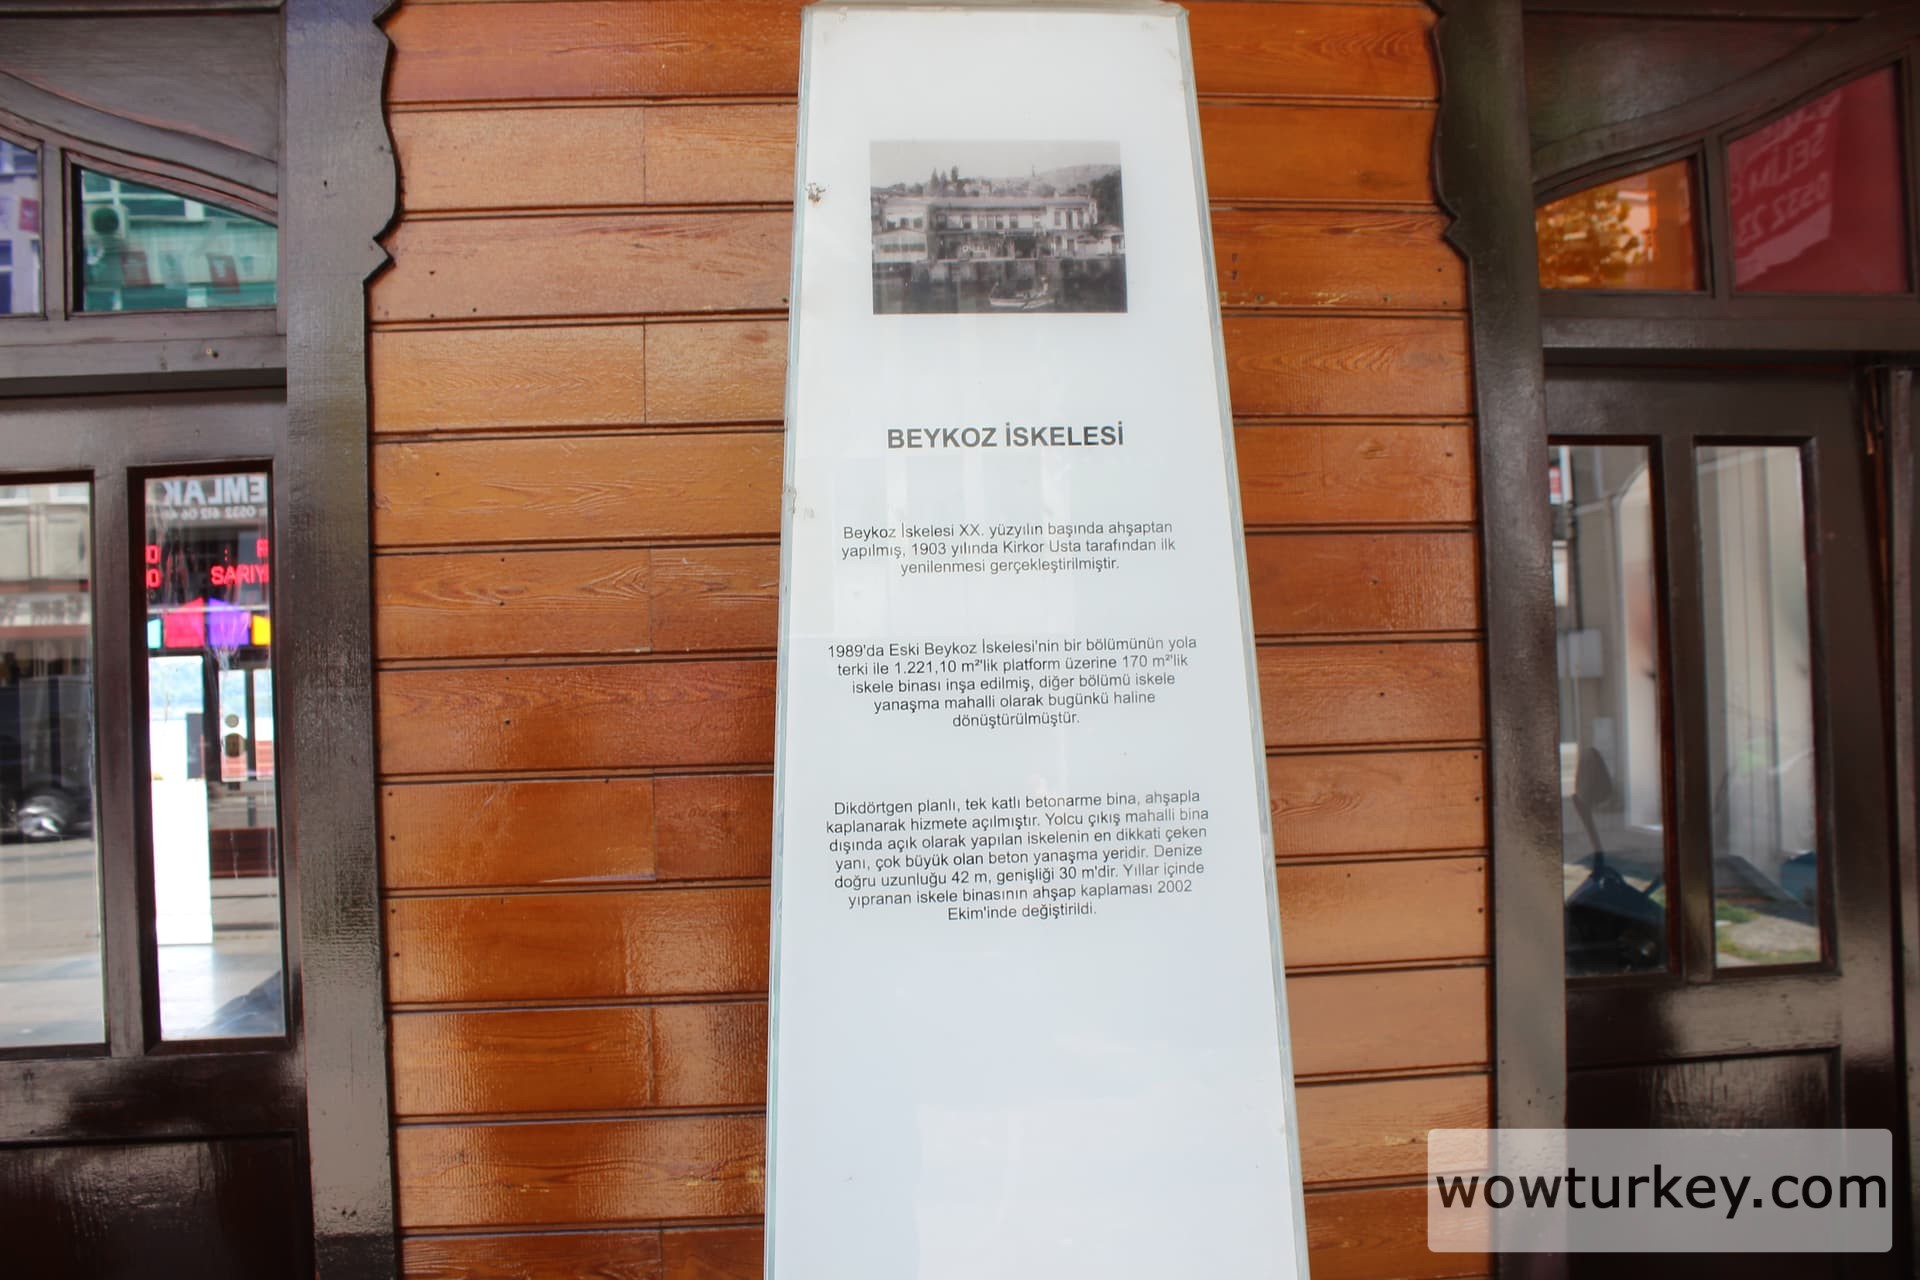 BEYKOZ İSKELESİ
Beykoz İskelesi XX. yüzyılın başında ahşaptan
yapılmış, 1903 yılında Kirkor Usta tarafından ilk
yenilenmesi gerçekleştirilmiştir.
1989'da Eski Beykoz İskelesi'nin bir bölümünün yola
terki ile 1.221,10 m²'lik platform üzerine 170 m²'lik
iskele binası inşa edilmiş, diğer bölümü iskele
yanaşma mahalli olarak bugünkü haline
dönüştürülmüştür.
Dikdörtgen planlı, tek katlı betonarme bina, ahşapla
kaplanarak hizmete açılmıştır. Yolcu çıkış mahalli bina
dışında açık olarak yapılan iskelenin en dikkati çeken
yanı, çok büyük olan beton yanaşma yeridir. Denize
doğru uzunluğu 42 m, genişliği 30 m'dir. Yıllar içinde
yıpranan iskele binasının ahşap kaplaması 2002
Ekim'inde değiştirildi.
EMLAK
SARIY
SELİM
0532 23
wowturkey.com